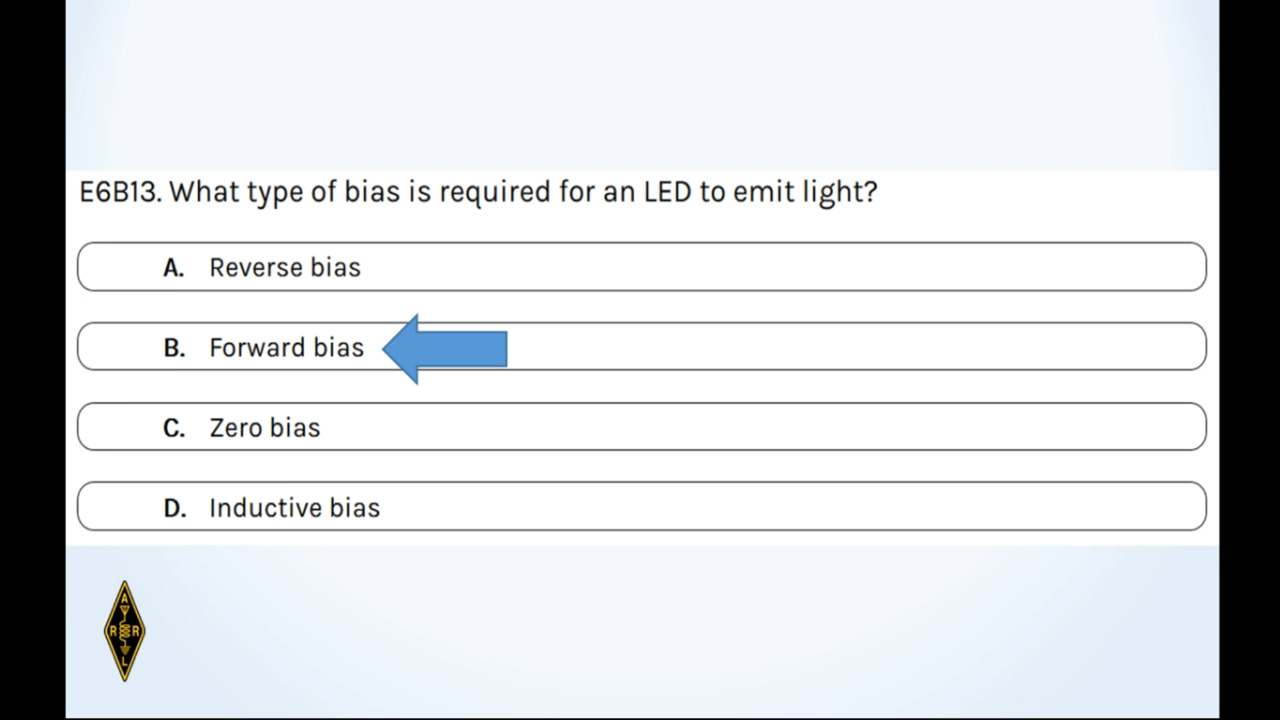 E6B13. What type of bias is required for an LED to emit light?
A. Reverse bias
B. Forward bias
C. Zero bias
D. Inductive bias
A
R R
L